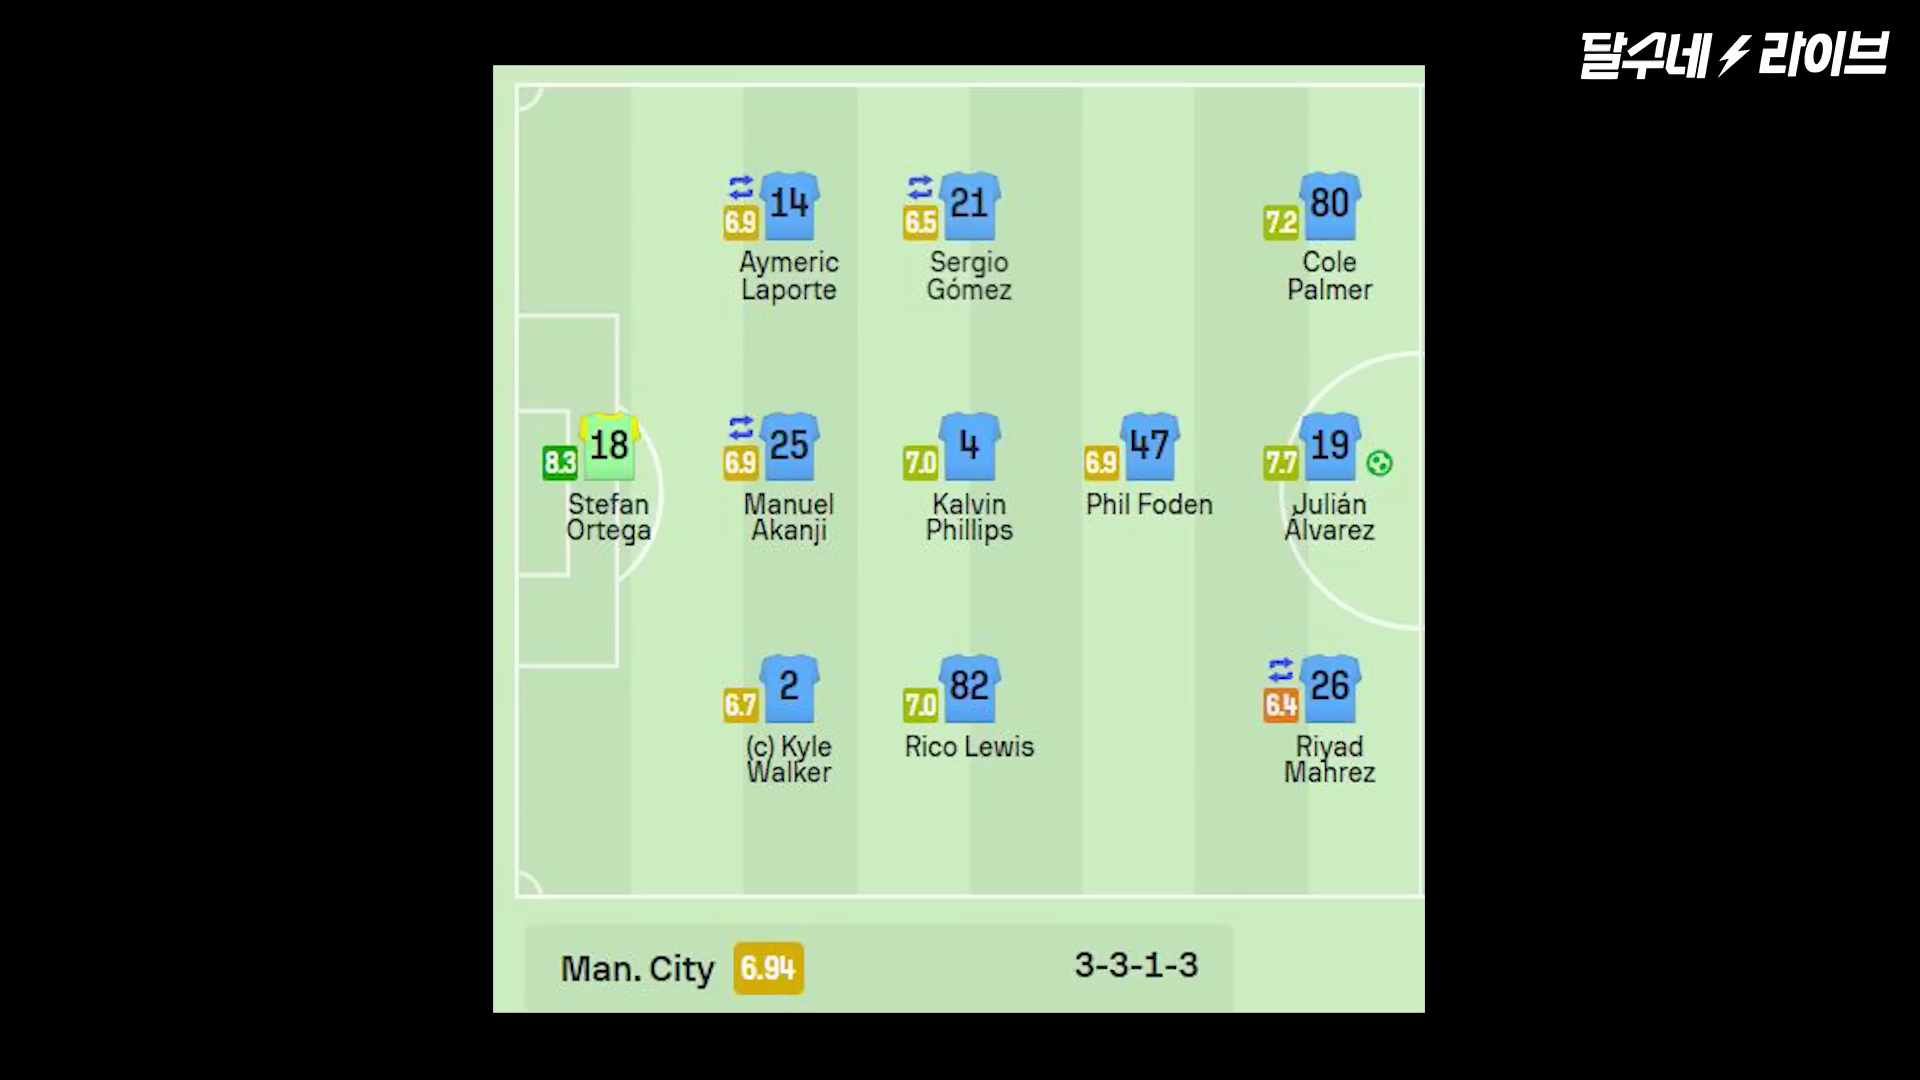 달수네 라이브
14
6.9
Aymeric
Laporte
21
6.5
Sergio
Gómez
80
7.2
Cole
Palmer
18
8.3
Stefan
Ortega
25
6.9
Manuel
Akanji
4
7.0
Kalvin
Phillips
47
6.9
Phil Foden
19
7.7
Julián
Álvarez
2
6.7
(c) Kyle
Walker
82
7.0
Rico Lewis
26
6.4
Riyad
Mahrez
Man. City 6.94 3-3-1-3